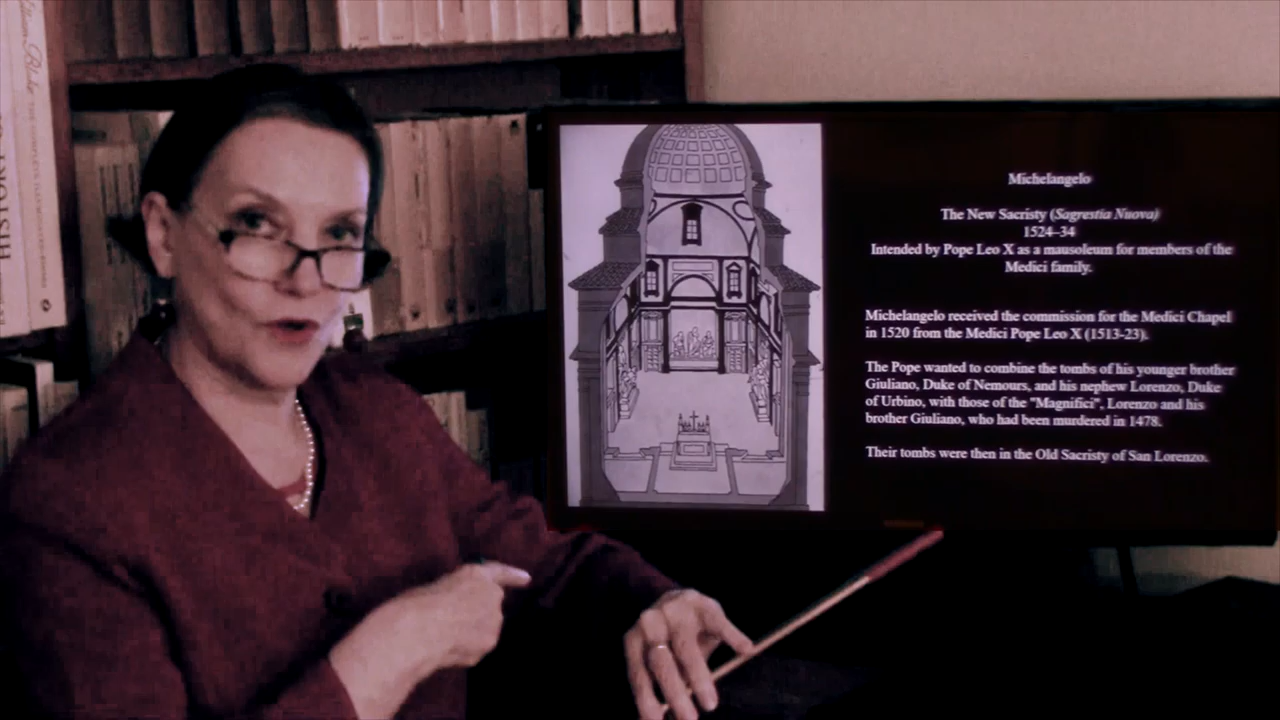 HISTORY
Michelangelo
The New Sacristy (Sagrestia Nuova)
1524–34
Intended by Pope Leo X as a mausoleum for members of the
Medici family.
Michelangelo received the commission for the Medici Chapel
in 1520 from the Medici Pope Leo X (1513-23).
The Pope wanted to combine the tombs of his younger brother
Giuliano, Duke of Nemours, and his nephew Lorenzo, Duke
of Urbino, with those of the "Magnifici", Lorenzo and his
brother Giuliano, who had been murdered in 1478.
Their tombs were then in the Old Sacristy of San Lorenzo.